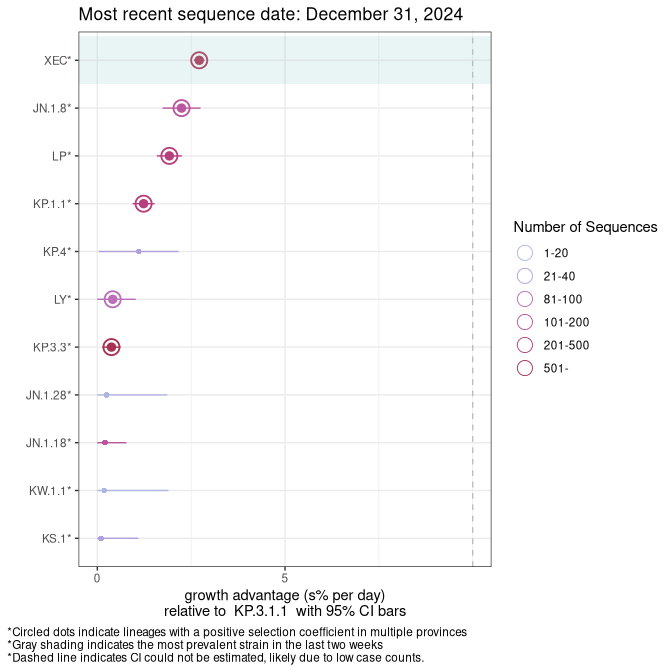 Most recent sequence date: December 31, 2024
XEC*
JN.1.8*
LP*
KP.1.1*
KP.4*
LY*
KP.3.3*
JN.1.28*
JN.1.18*
KW.1.1*
KS.1*
0 5
growth advantage (s% per day)
relative to KP.3.1.1 with 95% CI bars
Number of Sequences
1-20
21-40
81-100
101-200
201-500
501-
*Circled dots indicate lineages with a positive selection coefficient in multiple provinces
*Gray shading indicates the most prevalent strain in the last two weeks
*Dashed line indicates CI could not be estimated, likely due to low case counts.